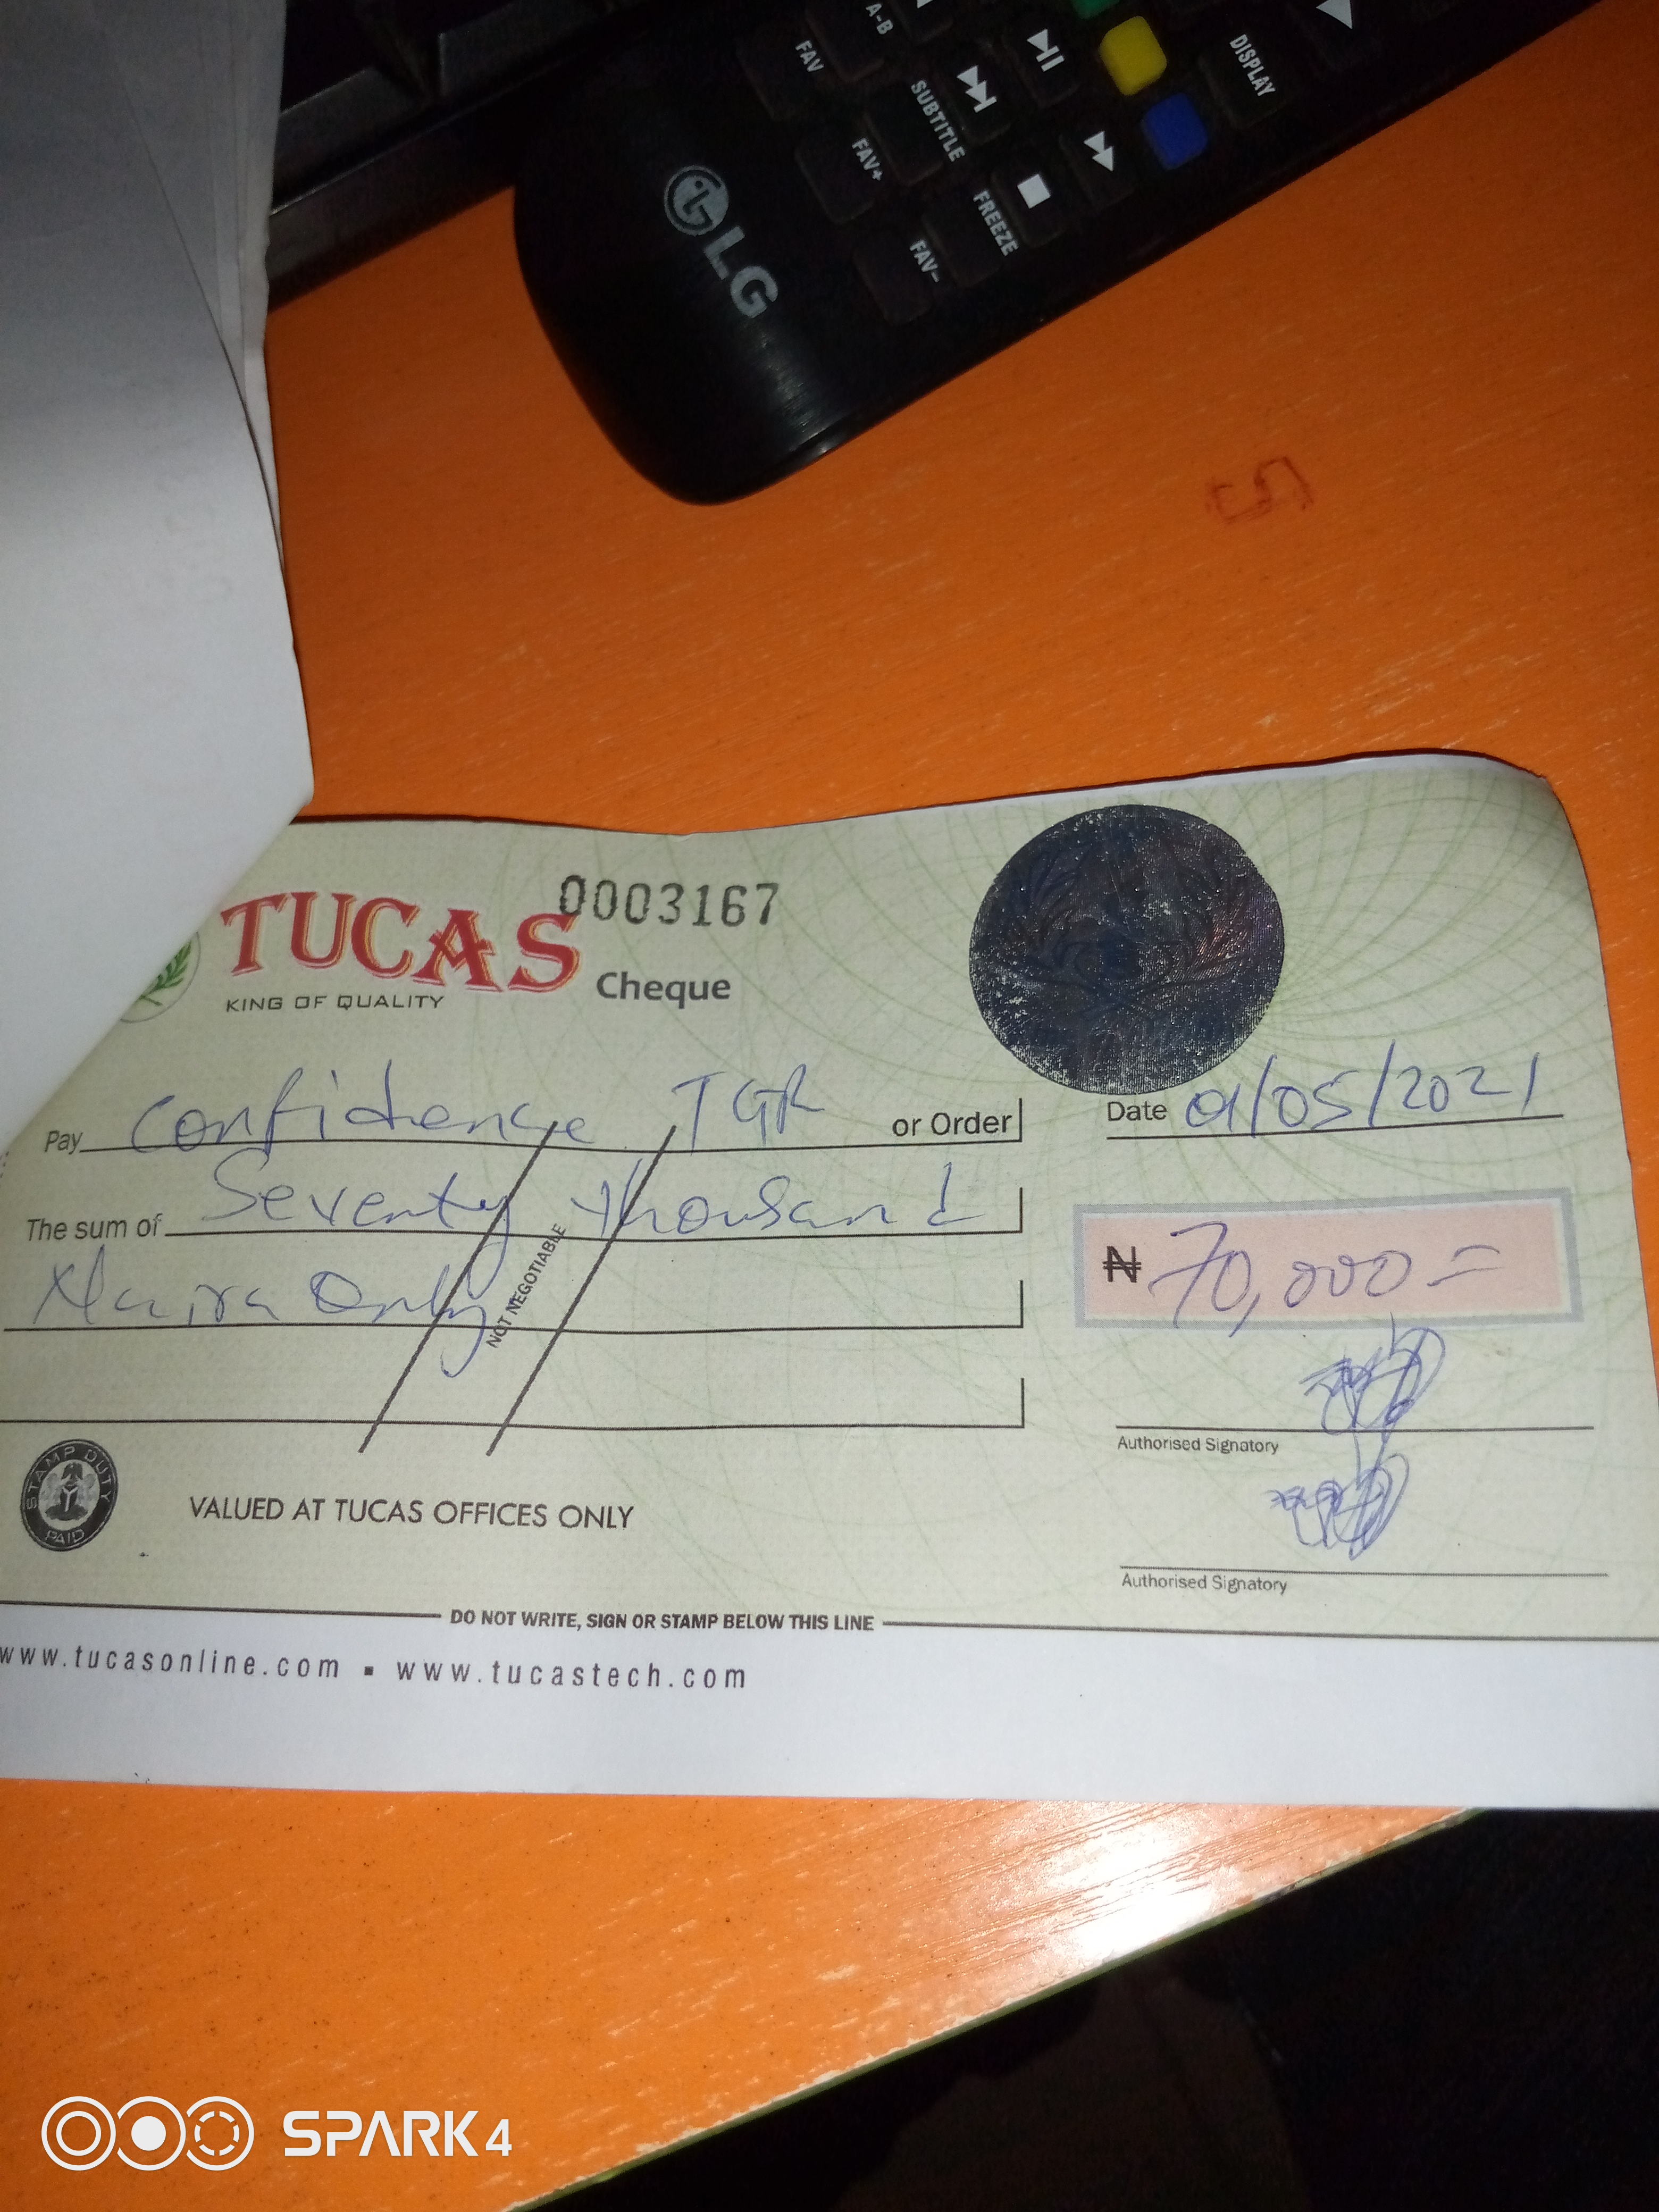 A-B
FAV
SUBTITLE
DISPLAY
FAV+
FREEZE
FAV-
LG
0003167
TUCAS
KING OF QUALITY
Cheque
Pay Confidence TGR or Order
Date 01/05/2021
The sum of Seventy thousand
Naira Only
NOT NEGOTIABLE
₦ 70,000=
Authorised Signatory
STAMP DUTY
PAID
VALUED AT TUCAS OFFICES ONLY
Authorised Signatory
DO NOT WRITE, SIGN OR STAMP BELOW THIS LINE
www.tucasonline.com ▪ www.tucastech.com
SPARK 4